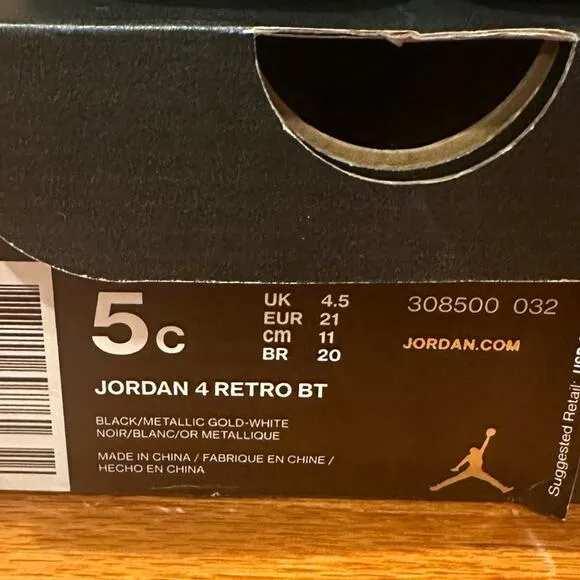 5c
UK 4.5
EUR 21
cm 11
BR 20
308500 032
JORDAN.COM
JORDAN 4 RETRO BT
BLACK/METALLIC GOLD-WHITE
NOIR/BLANC/OR METALLIQUE
MADE IN CHINA / FABRIQUE EN CHINE /
HECHO EN CHINA
Suggested Retail: